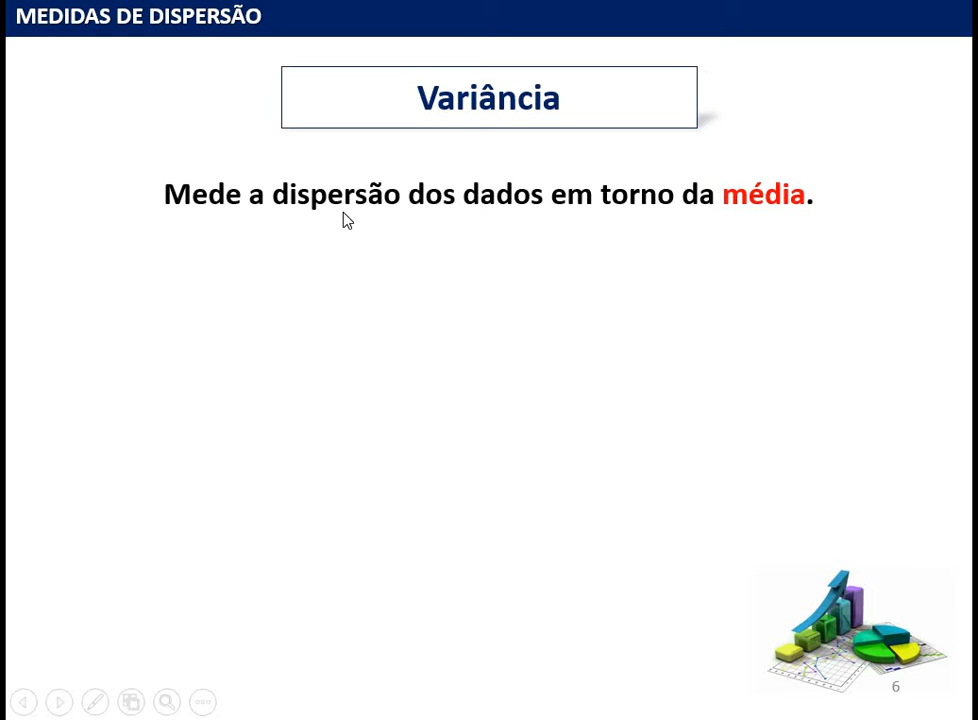 MEDIDAS DE DISPERSÃO
Variância
Mede a dispersão dos dados em torno da média.
6